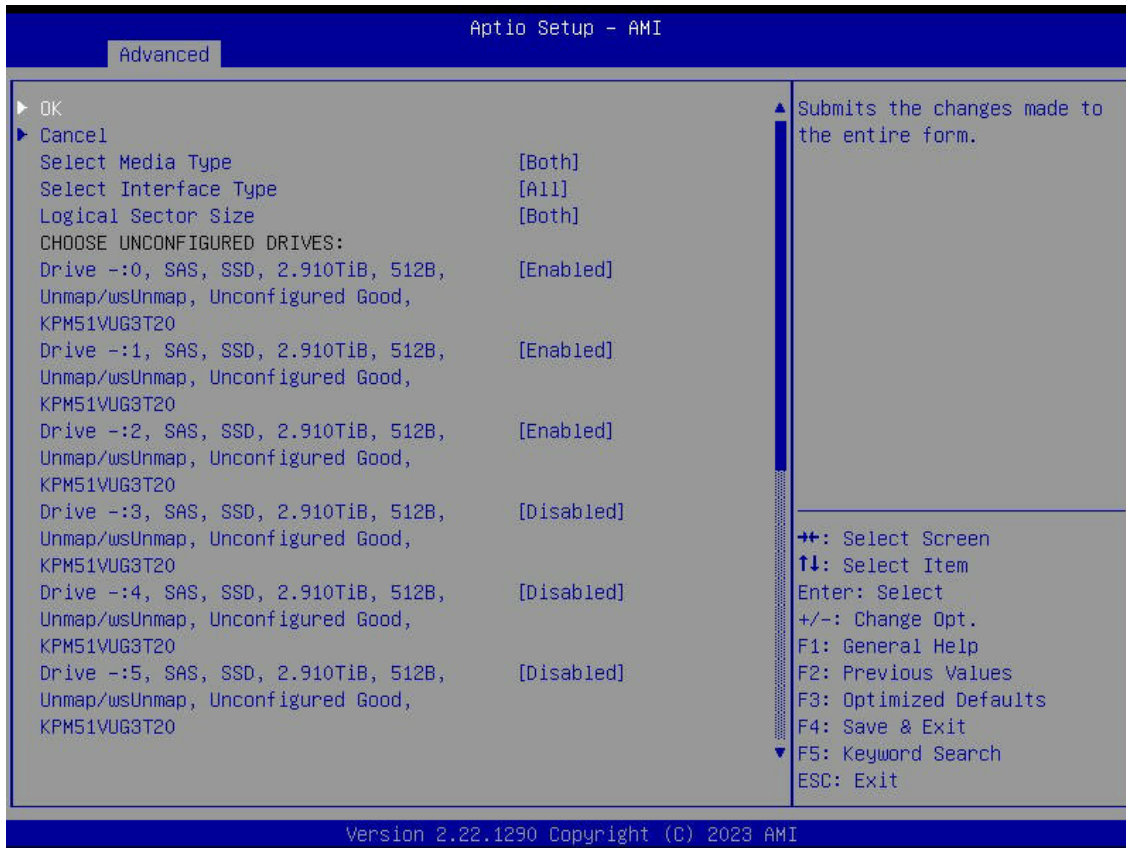 Aptio Setup – AMI
Advanced
OK
Cancel
Select Media Type [Both]
Select Interface Type [All]
Logical Sector Size [Both]
CHOOSE UNCONFIGURED DRIVES:
Drive -:0, SAS, SSD, 2.910TiB, 512B, [Enabled]
Unmap/wsUnmap, Unconfigured Good,
KPM51VUG3T20
Drive -:1, SAS, SSD, 2.910TiB, 512B, [Enabled]
Unmap/wsUnmap, Unconfigured Good,
KPM51VUG3T20
Drive -:2, SAS, SSD, 2.910TiB, 512B, [Enabled]
Unmap/wsUnmap, Unconfigured Good,
KPM51VUG3T20
Drive -:3, SAS, SSD, 2.910TiB, 512B, [Disabled]
Unmap/wsUnmap, Unconfigured Good,
KPM51VUG3T20
Drive -:4, SAS, SSD, 2.910TiB, 512B, [Disabled]
Unmap/wsUnmap, Unconfigured Good,
KPM51VUG3T20
Drive -:5, SAS, SSD, 2.910TiB, 512B, [Disabled]
Unmap/wsUnmap, Unconfigured Good,
KPM51VUG3T20
Submits the changes made to
the entire form.
→←: Select Screen
↑↓: Select Item
Enter: Select
+/-: Change Opt.
F1: General Help
F2: Previous Values
F3: Optimized Defaults
F4: Save & Exit
F5: Keyword Search
ESC: Exit
Version 2.22.1290 Copyright (C) 2023 AMI